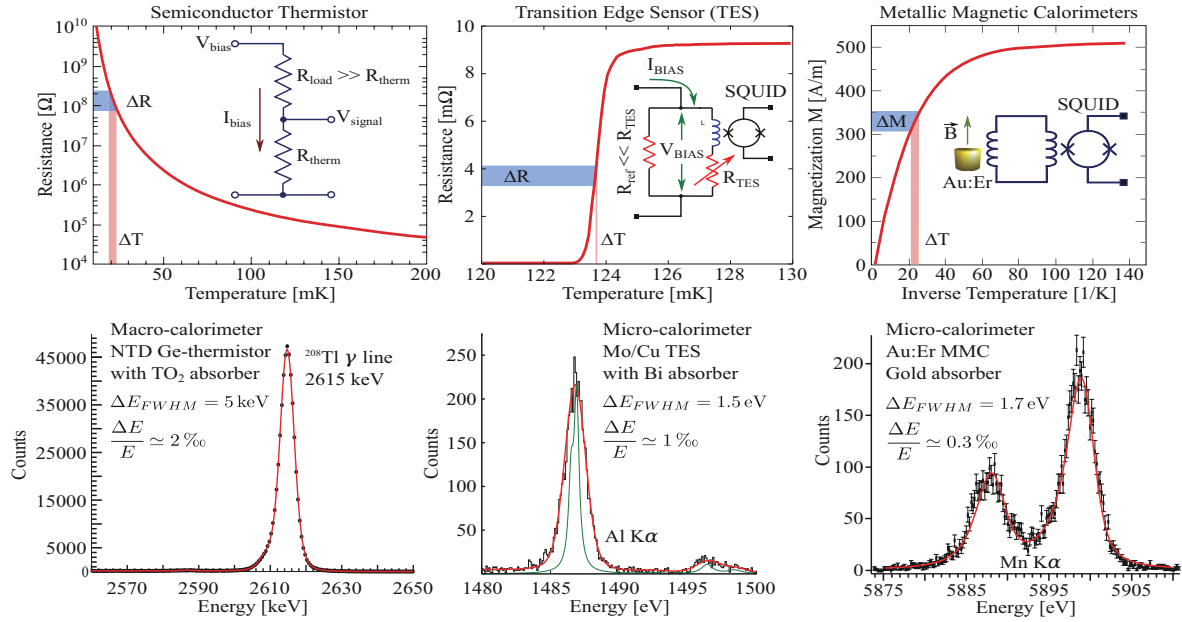 Semiconductor Thermistor
Resistance [Ω]
10^10
10^9
10^8
10^7
10^6
10^5
10^4
V_bias
R_load >> R_therm
ΔR
I_bias
V_signal
R_therm
ΔT
50
100
150
200
Temperature [mK]
Transition Edge Sensor (TES)
Resistance [mΩ]
10
8
6
4
2
I_BIAS
SQUID
L
R_ref << R_TES
V_BIAS
R_TES
ΔR
ΔT
120
122
124
126
128
130
Temperature [mK]
Metallic Magnetic Calorimeters
Magnetization M [A/m]
500
400
300
200
100
0
ΔM
SQUID
B
Au:Er
ΔT
0
20
40
60
80
100
120
140
Inverse Temperature [1/K]
Macro-calorimeter
NTD Ge-thermistor
with TO₂ absorber
ΔE_FWHM = 5 keV
ΔE/E ≃ 2 ‰
²⁰⁸Tl γ line
2615 keV
Counts
45000
35000
25000
15000
5000
0
2570
2590
2610
2630
2650
Energy [keV]
Micro-calorimeter
Mo/Cu TES
with Bi absorber
ΔE_FWHM = 1.5 eV
ΔE/E ≃ 1 ‰
Al Kα
Counts
250
200
150
100
50
0
1480
1485
1490
1495
1500
Energy [eV]
Micro-calorimeter
Au:Er MMC
Gold absorber
ΔE_FWHM = 1.7 eV
ΔE/E ≃ 0.3 ‰
Mn Kα
Counts
200
150
100
50
0
5875
5885
5895
5905
Energy [eV]